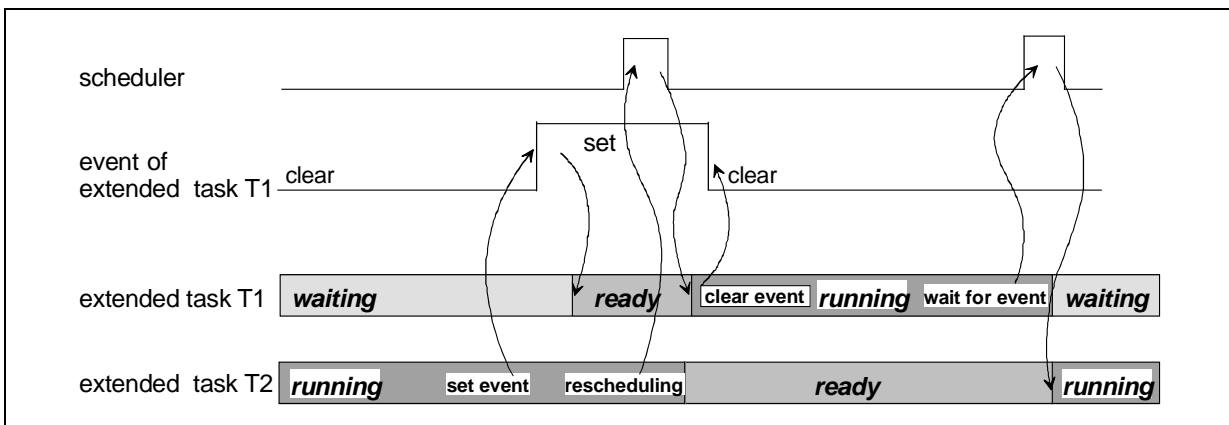 scheduler
set
event of
extended task T1
clear
clear
extended task T1
waiting
ready
clear event
running
wait for event
waiting
extended task T2
running
set event
rescheduling
ready
running